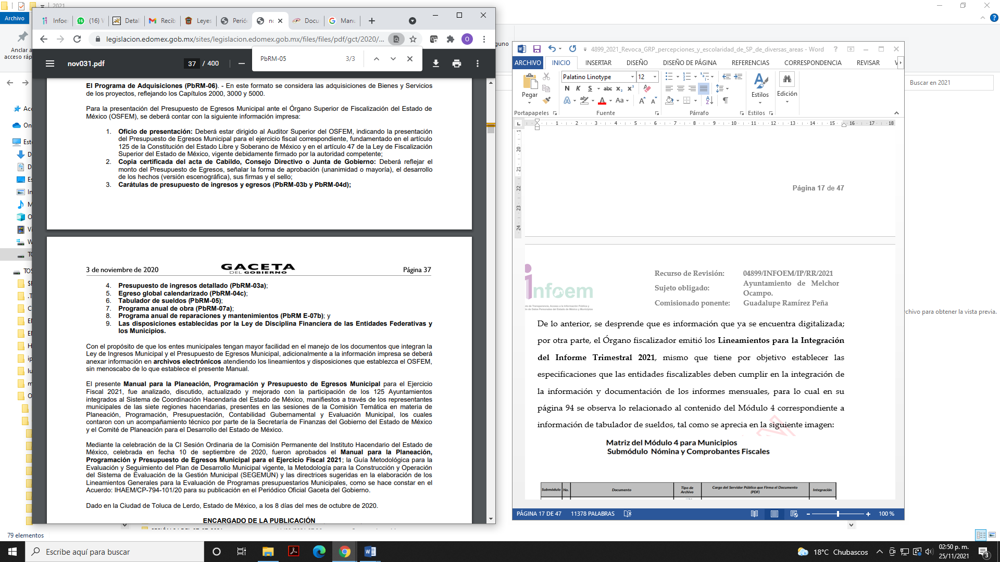 2021
Archivo
Anclar a
acceso ráp
Infoe
(16) W
Detal
Recib
Leyes
Perió
no
Docu
Manu
legislacion.edomex.gob.mx/sites/legislacion.edomex.gob.mx/files/files/pdf/gct/2020/...
O
nov031.pdf
37 / 400
PbRM-05
3/3
El Programa de Adquisiciones (PbRM-06). - En este formato se considera las adquisiciones de Bienes y Servicios
de los proyectos, reflejando los Capítulos 2000, 3000 y 5000.
Para la presentación del Presupuesto de Egresos Municipal ante el Órgano Superior de Fiscalización del Estado de
México (OSFEM), se deberá contar con la siguiente información impresa:
1. Oficio de presentación: Deberá estar dirigido al Auditor Superior del OSFEM, indicando la presentación
del Presupuesto de Egresos Municipal para el ejercicio fiscal correspondiente, fundamentado en el artículo
125 de la Constitución del Estado Libre y Soberano de México y en el artículo 47 de la Ley de Fiscalización
Superior del Estado de México, vigente debidamente firmado por la autoridad competente;
2. Copia certificada del acta de Cabildo, Consejo Directivo o Junta de Gobierno: Deberá reflejar el
monto del Presupuesto de Egresos, señalar la forma de aprobación (unanimidad o mayoría), el desarrollo
de los hechos (versión escenográfica), sus firmas y el sello;
3. Carátulas de presupuesto de ingresos y egresos (PbRM-03b y PbRM-04d);
3 de noviembre de 2020
GACETA
DEL GOBIERNO
Página 37
4. Presupuesto de ingresos detallado (PbRM-03a);
5. Egreso global calendarizado (PbRM-04c);
6. Tabulador de sueldos (PbRM-05);
7. Programa anual de obra (PbRM-07a);
8. Programa anual de reparaciones y mantenimientos (PbRM E-07b); y
9. Las disposiciones establecidas por la Ley de Disciplina Financiera de las Entidades Federativas y
los Municipios.
Con el propósito de que los entes municipales tengan mayor facilidad en el manejo de los documentos que integran la
Ley de Ingresos Municipal y el Presupuesto de Egresos Municipal, adicionalmente a la información impresa se deberá
anexar información en archivos electrónicos atendiendo los lineamientos y disposiciones que establezca el OSFEM,
sin menoscabo de lo que establece el presente Manual.
El presente Manual para la Planeación, Programación y Presupuesto de Egresos Municipal para el Ejercicio
Fiscal 2021, fue analizado, discutido, actualizado y mejorado con la participación de los 125 Ayuntamientos
integrados al Sistema de Coordinación Hacendaria del Estado de México, manifiestos a través de los representantes
municipales de las siete regiones hacendarias, presentes en las sesiones de la Comisión Temática en materia de
Planeación, Programación, Presupuestación, Contabilidad Gubernamental y Evaluación Municipal, los cuales
contaron con un acompañamiento técnico por parte de la Secretaría de Finanzas del Gobierno del Estado de México
y el Comité de Planeación para el Desarrollo del Estado de México.
Mediante la celebración de la CI Sesión Ordinaria de la Comisión Permanente del Instituto Hacendario del Estado de
México, celebrada en fecha 10 de septiembre de 2020, fueron aprobados el Manual para la Planeación,
Programación y Presupuesto de Egresos Municipal para el Ejercicio Fiscal 2021; la Guía Metodológica para la
Evaluación y Seguimiento del Plan de Desarrollo Municipal vigente, la Metodología para la Construcción y Operación
del Sistema de Evaluación de la Gestión Municipal (SEGEMUN) y las directrices sugeridas en la elaboración de los
Lineamientos Generales para la Evaluación de Programas presupuestarios Municipales, como se hace constar en el
Acuerdo: IHAEM/CP-794-101/20 para su publicación en el Periódico Oficial Gaceta del Gobierno.
Dado en la Ciudad de Toluca de Lerdo, Estado de México, a los 8 días del mes de octubre de 2020.
ENCARGADO DE LA PUBLICACIÓN
79 elementos
guno
Buscar en 2021
rchivo para obtener la vista previa.
4899_2021_Revoca_GRP_percepciones_y_escolaridad_de_SP_de_diversas_areas - Word
ARCHIVO INICIO INSERTAR DISEÑO DISEÑO DE PÁGINA REFERENCIAS CORRESPONDENCIA REVISAR V
Pegar
Palatino Linotype 12
N K S abc x₂ x²
Aa
Estilos
Edición
Portapapeles Fuente Párrafo Estilos
1 2 3 4 5 6 7 8 9 10 11 12 13 14 15 16 17 18
20
21
22
23
24
Página 17 de 47
infoem
Recurso de Revisión: 04899/INFOEM/IP/RR/2021
Sujeto obligado: Ayuntamiento de Melchor
Ocampo.
Comisionado ponente: Guadalupe Ramírez Peña
De lo anterior, se desprende que es información que ya se encuentra digitalizada;
por otra parte, el Órgano fiscalizador emitió los Lineamientos para la Integración
del Informe Trimestral 2021, mismo que tiene por objetivo establecer las
especificaciones que las entidades fiscalizables deben cumplir en la integración de
la información y documentación de los informes mensuales, para lo cual en su
página 94 se observa lo relacionado al contenido del Módulo 4 correspondiente a
información de tabulador de sueldos, tal como se aprecia en la siguiente imagen:
Matriz del Módulo 4 para Municipios
Submódulo Nómina y Comprobantes Fiscales
Submódulo No. Documento Tipo de Archivo Cargo del Servidor Público que Firma el Documento (PDF) Integración
PÁGINA 17 DE 47 11378 PALABRAS 100 %
Escribe aquí para buscar
18°C Chubascos
02:50 p. m.
25/11/2021
3